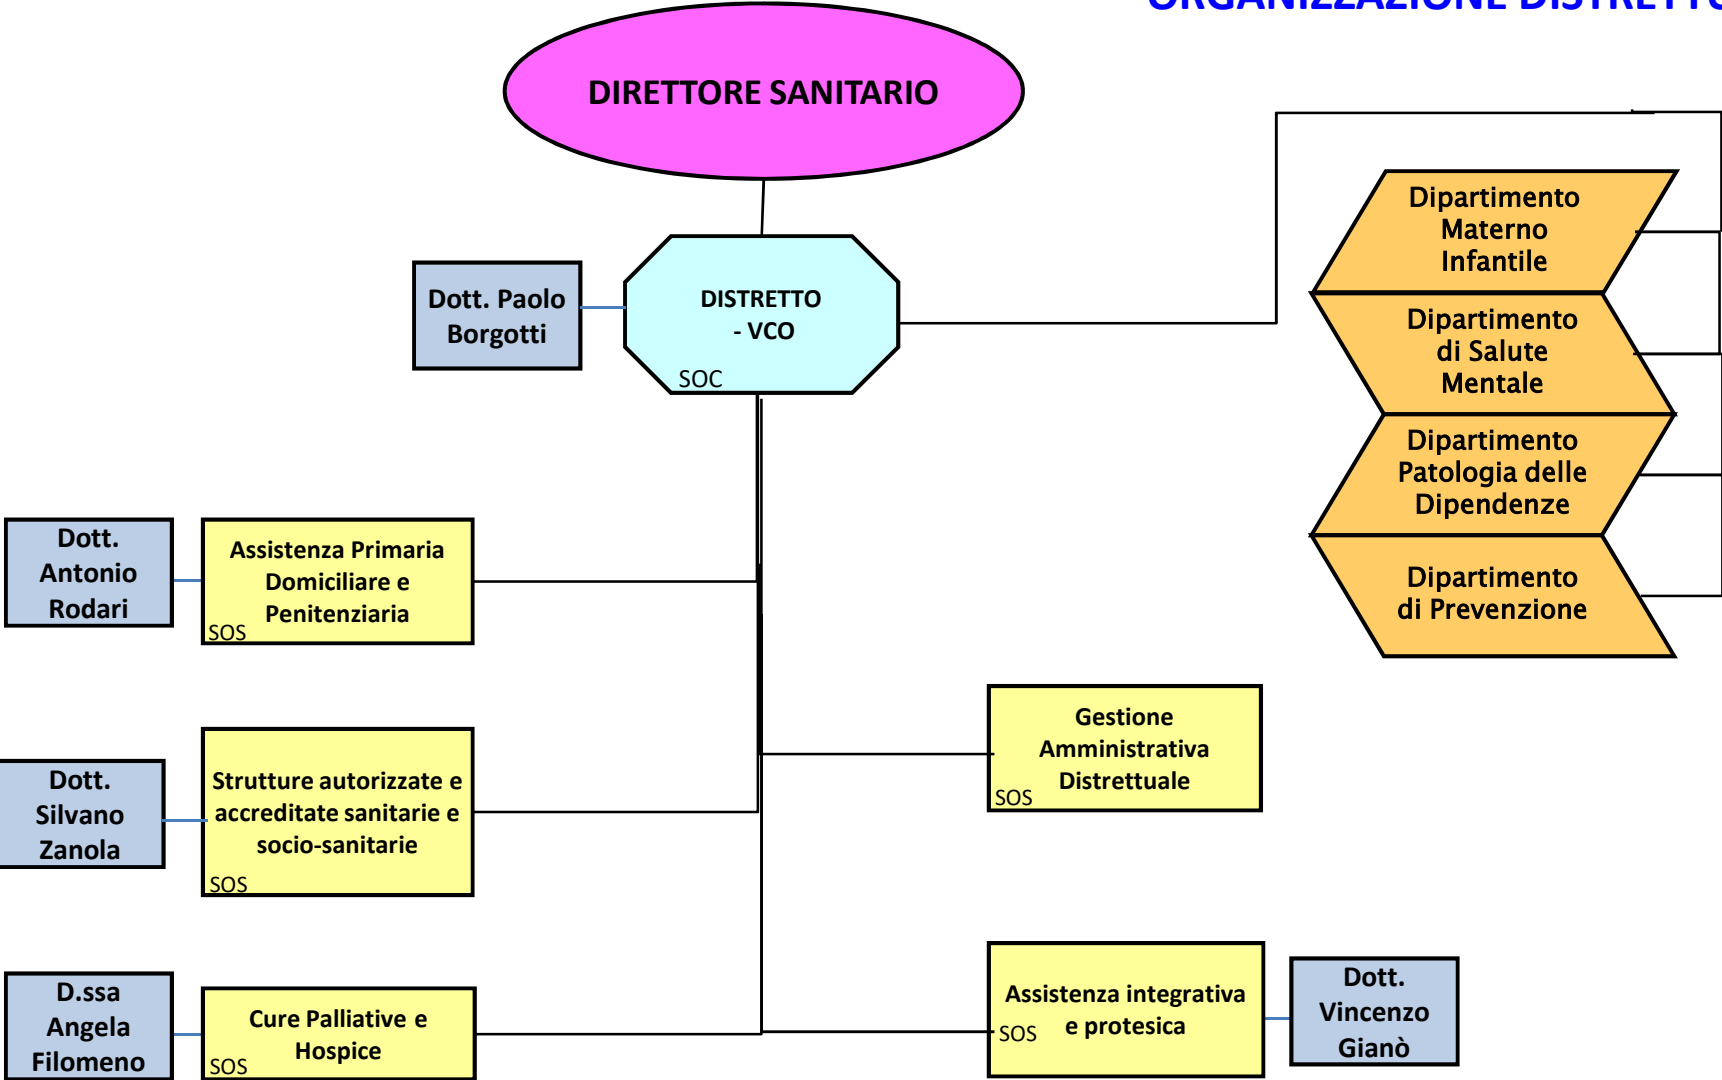 ORGANIZZAZIONE DISTRETTO
DIRETTORE SANITARIO
Dott. Paolo
Borgotti
DISTRETTO
- VCO
SOC
Dipartimento
Materno
Infantile
Dipartimento
di Salute
Mentale
Dipartimento
Patologia delle
Dipendenze
Dipartimento
di Prevenzione
Dott.
Antonio
Rodari
Assistenza Primaria
Domiciliare e
Penitenziaria
SOS
Gestione
Amministrativa
Distrettuale
SOS
Dott.
Silvano
Zanola
Strutture autorizzate e
accreditate sanitarie e
socio-sanitarie
SOS
D.ssa
Angela
Filomeno
Cure Palliative e
Hospice
SOS
Assistenza integrativa
e protesica
SOS
Dott.
Vincenzo
Gianò